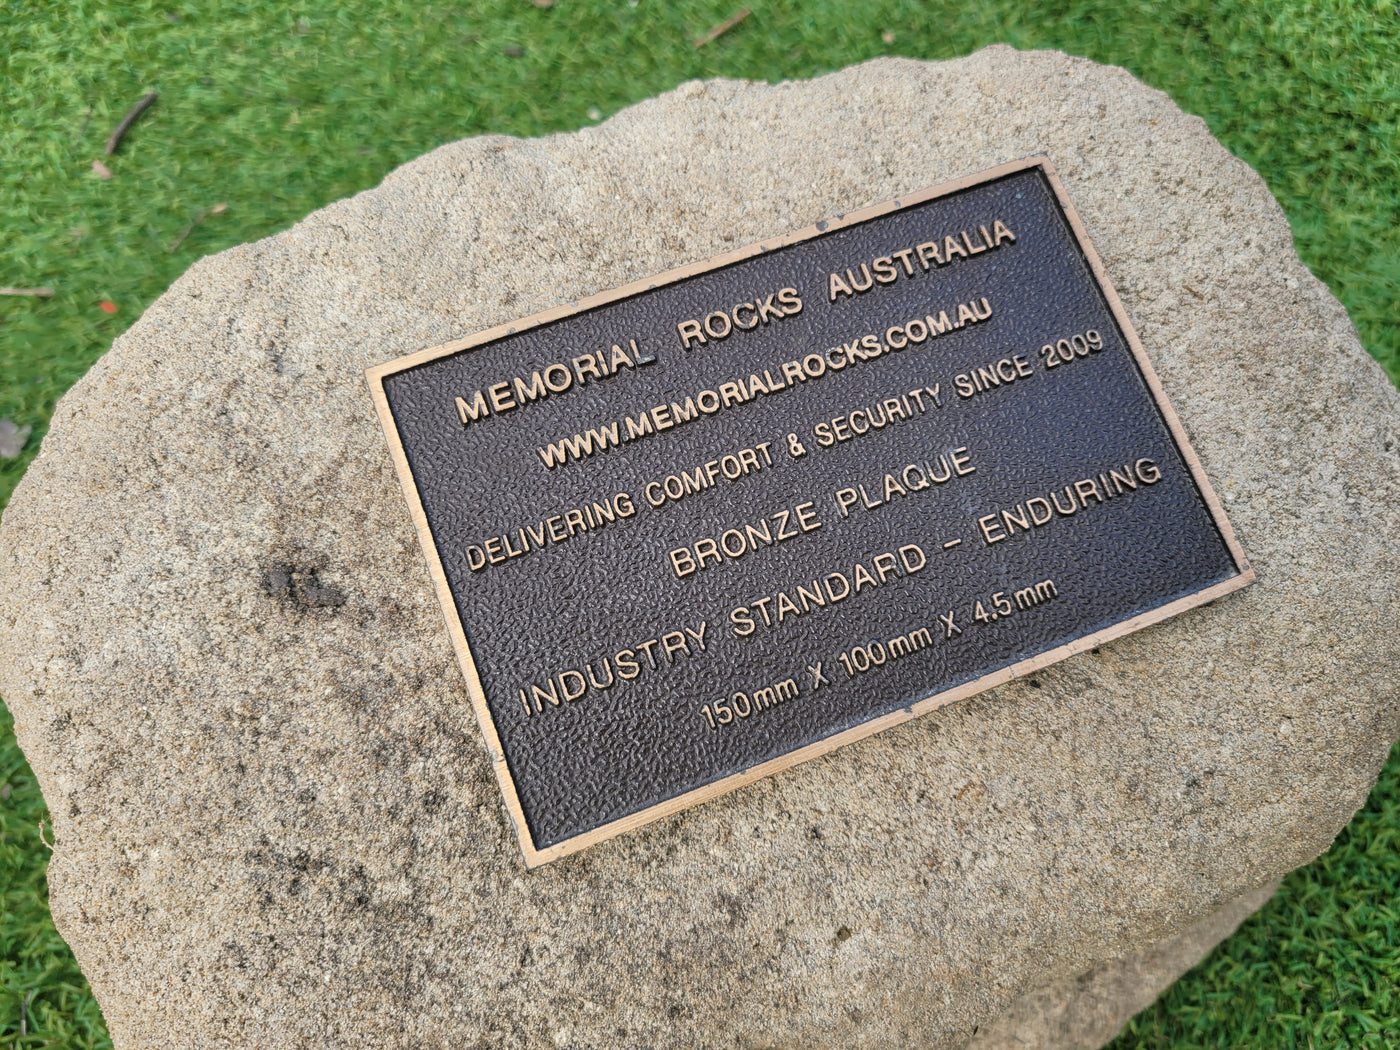 MEMORIAL ROCKS AUSTRALIA
WWW.MEMORIALROCKS.COM.AU
DELIVERING COMFORT & SECURITY SINCE 2009
BRONZE PLAQUE
INDUSTRY STANDARD – ENDURING
150mm X 100mm X 4.5mm